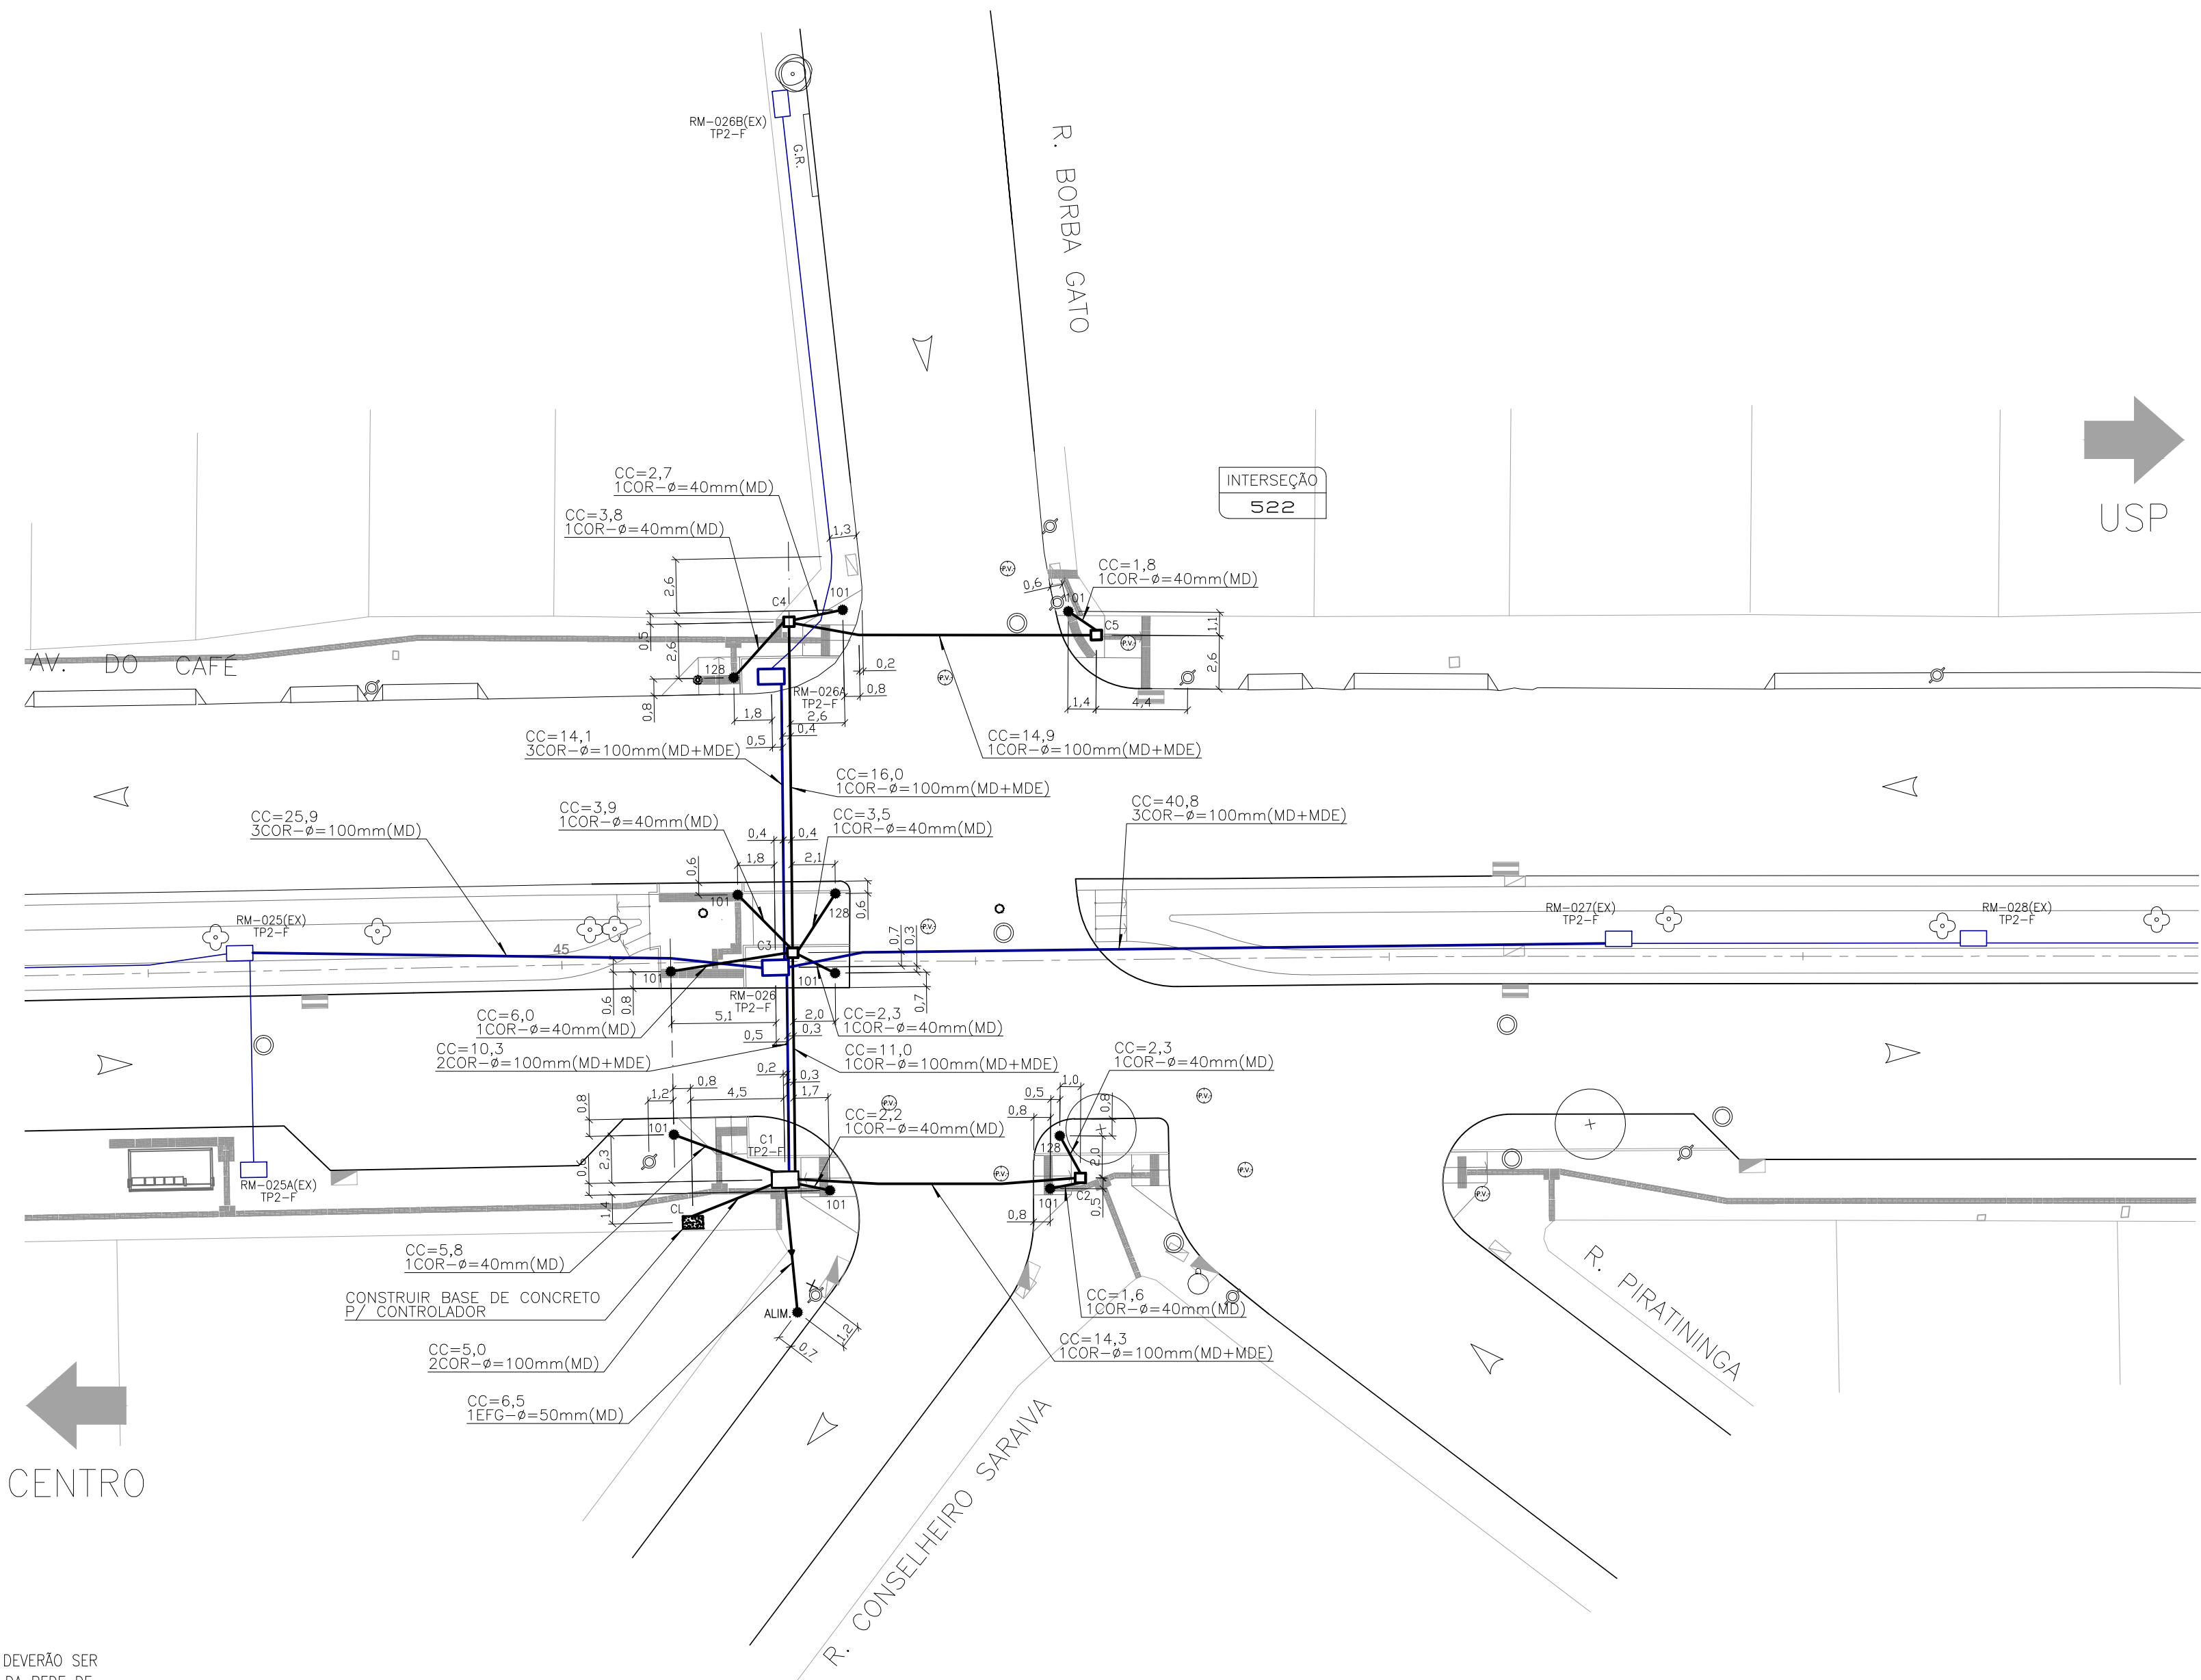 RM-026B(EX)
TP2-F
G.R.
R. BORBA GATO
USP
INTERSEÇÃO
522
CC=2,7
1COR-ø=40mm(MD)
CC=3,8
1COR-ø=40mm(MD)
1,3
2,6
C4
101
0,5
2,6
128
0,8
0,2
0,8
RM-026A
TP2-F
2,6
1,8
0,4
0,5
CC=1,8
1COR-ø=40mm(MD)
0,6
101
C5
P.V.
P.V.
P.V.
1,1
2,6
1,4
4,4
AV. DO CAFÉ
CC=14,1
3COR-ø=100mm(MD+MDE)
CC=14,9
1COR-ø=100mm(MD+MDE)
CC=16,0
1COR-ø=100mm(MD+MDE)
CC=3,9
1COR-ø=40mm(MD)
CC=3,5
1COR-ø=40mm(MD)
CC=40,8
3COR-ø=100mm(MD+MDE)
CC=25,9
3COR-ø=100mm(MD)
0,4
0,4
1,8
2,1
0,6
101
128
0,6
RM-025(EX)
TP2-F
45
C3
P.V.
0,7
0,3
RM-027(EX)
TP2-F
RM-028(EX)
TP2-F
101
101
0,6
0,8
RM-026
TP2-F
0,7
5,1
2,0
0,3
0,5
CC=6,0
1COR-ø=40mm(MD)
CC=2,3
1COR-ø=40mm(MD)
CC=10,3
2COR-ø=100mm(MD+MDE)
CC=11,0
1COR-ø=100mm(MD+MDE)
CC=2,3
1COR-ø=40mm(MD)
0,2
0,3
0,8
1,2
4,5
1,7
0,8
P.V.
CC=2,2
1COR-ø=40mm(MD)
101
C1
TP2-F
2,3
0,6
1,4
CL
101
1,0
0,5
0,8
0,8
P.V.
128
2,0
P.V.
P.V.
C2
101
0,5
0,8
P.V.
RM-025A(EX)
TP2-F
CC=5,8
1COR-ø=40mm(MD)
CONSTRUIR BASE DE CONCRETO
P/ CONTROLADOR
ALIM.
0,7
1,2
CC=1,6
1COR-ø=40mm(MD)
CC=14,3
1COR-ø=100mm(MD+MDE)
CC=5,0
2COR-ø=100mm(MD)
CC=6,5
1EFG-ø=50mm(MD)
R. PIRATININGA
CENTRO
R. CONSELHEIRO SARAIVA
DEVERÃO SER
DA REDE DE